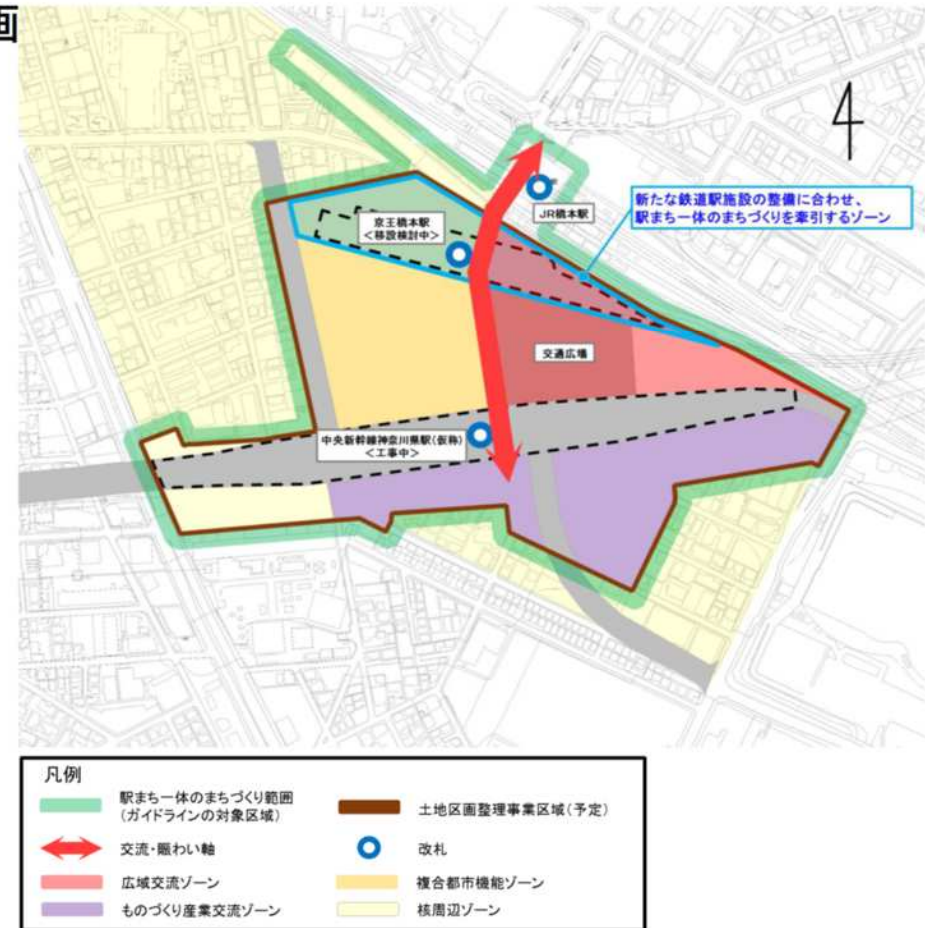 画
新たな鉄道駅施設の整備に合わせ、
駅まち一体のまちづくりを牽引するゾーン
JR橋本駅
京王橋本駅
<移設検討中>
交通広場
中央新幹線神奈川県駅(仮称)
<工事中>
凡例
駅まち一体のまちづくり範囲
(ガイドラインの対象区域)
土地区画整理事業区域(予定)
交流・賑わい軸
改札
広域交流ゾーン
複合都市機能ゾーン
ものづくり産業交流ゾーン
核周辺ゾーン